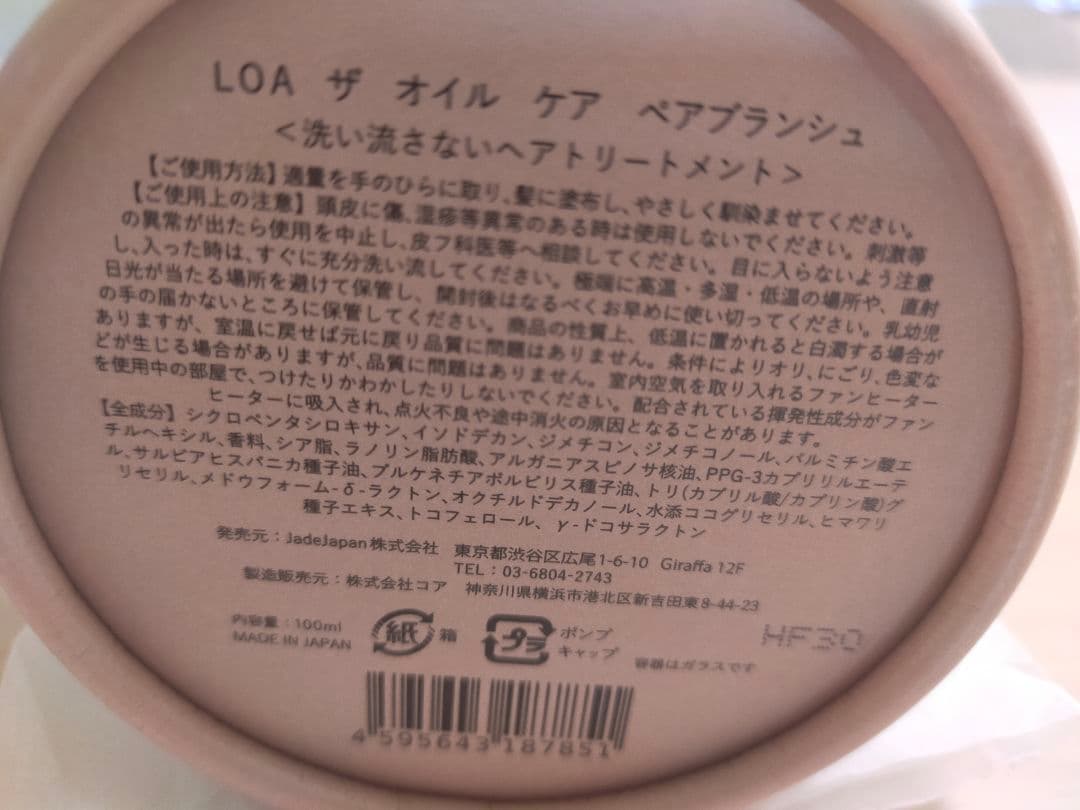 LOA ザ オイル ケア ペアブランシュ
<洗い流さないヘアトリートメント>
【ご使用方法】適量を手のひらに取り、髪に塗布し、やさしく馴染ませてください。
【ご使用上の注意】頭皮に傷、湿疹等異常のある時は使用しないでください。刺激等
の異常が出たら使用を中止し、皮フ科医等へ相談してください。目に入らないよう注意
し、入った時は、すぐに充分洗い流してください。極端に高温・多湿・低温の場所や、直射
日光が当たる場所を避けて保管し、開封後はなるべくお早めに使い切ってください。乳幼児
の手の届かないところに保管してください。商品の性質上、低温に置かれると白濁する場合が
ありますが、室温に戻せば元に戻り品質に問題はありません。条件によりオリ、にごり、色変な
どが生じる場合がありますが、品質に問題はありません。室内空気を取り入れるファンヒーター
を使用中の部屋で、つけたりかわかしたりしないでください。配合されている揮発性成分がファン
ヒーターに吸入され、点火不良や途中消火の原因となることがあります。
【全成分】シクロペンタシロキサン、イソドデカン、ジメチコン、ジメチコノール、パルミチン酸エ
チルヘキシル、香料、シア脂、ラノリン脂肪酸、アルガニアスピノサ核油、PPG-3カプリリルエーテ
ル、サルビアヒスパニカ種子油、プルケネチアボルビリス種子油、トリ(カプリル酸/カプリン酸)グ
リセリル、メドウフォーム-δ-ラクトン、オクチルドデカノール、水添ココグリセリル、ヒマワリ
種子エキス、トコフェロール、γ-ドコサラクトン
発売元：JadeJapan株式会社 東京都渋谷区広尾1-6-10 Giraffa 12F
TEL：03-6804-2743
製造販売元：株式会社コア 神奈川県横浜市港北区新吉田東8-44-23
内容量：100ml
MADE IN JAPAN
紙 箱
プラ ポンプ
キャップ
容器はガラスです
HF30
4 595643 187851